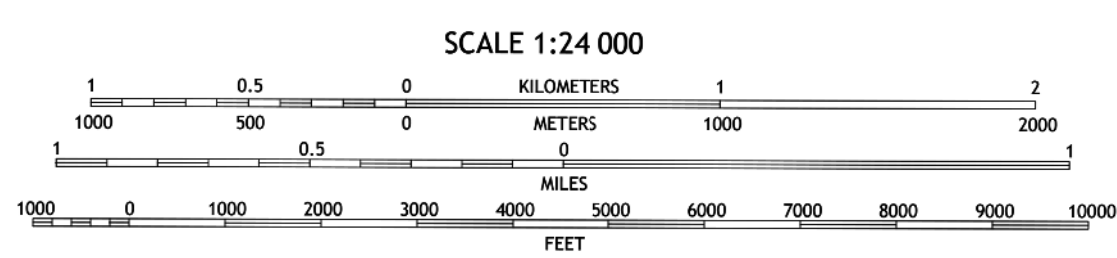 SCALE 1:24 000
1 0.5 0 KILOMETERS 1 2
1000 500 0 METERS 1000 2000
1 0.5 0 1
MILES
1000 0 1000 2000 3000 4000 5000 6000 7000 8000 9000 10000
FEET